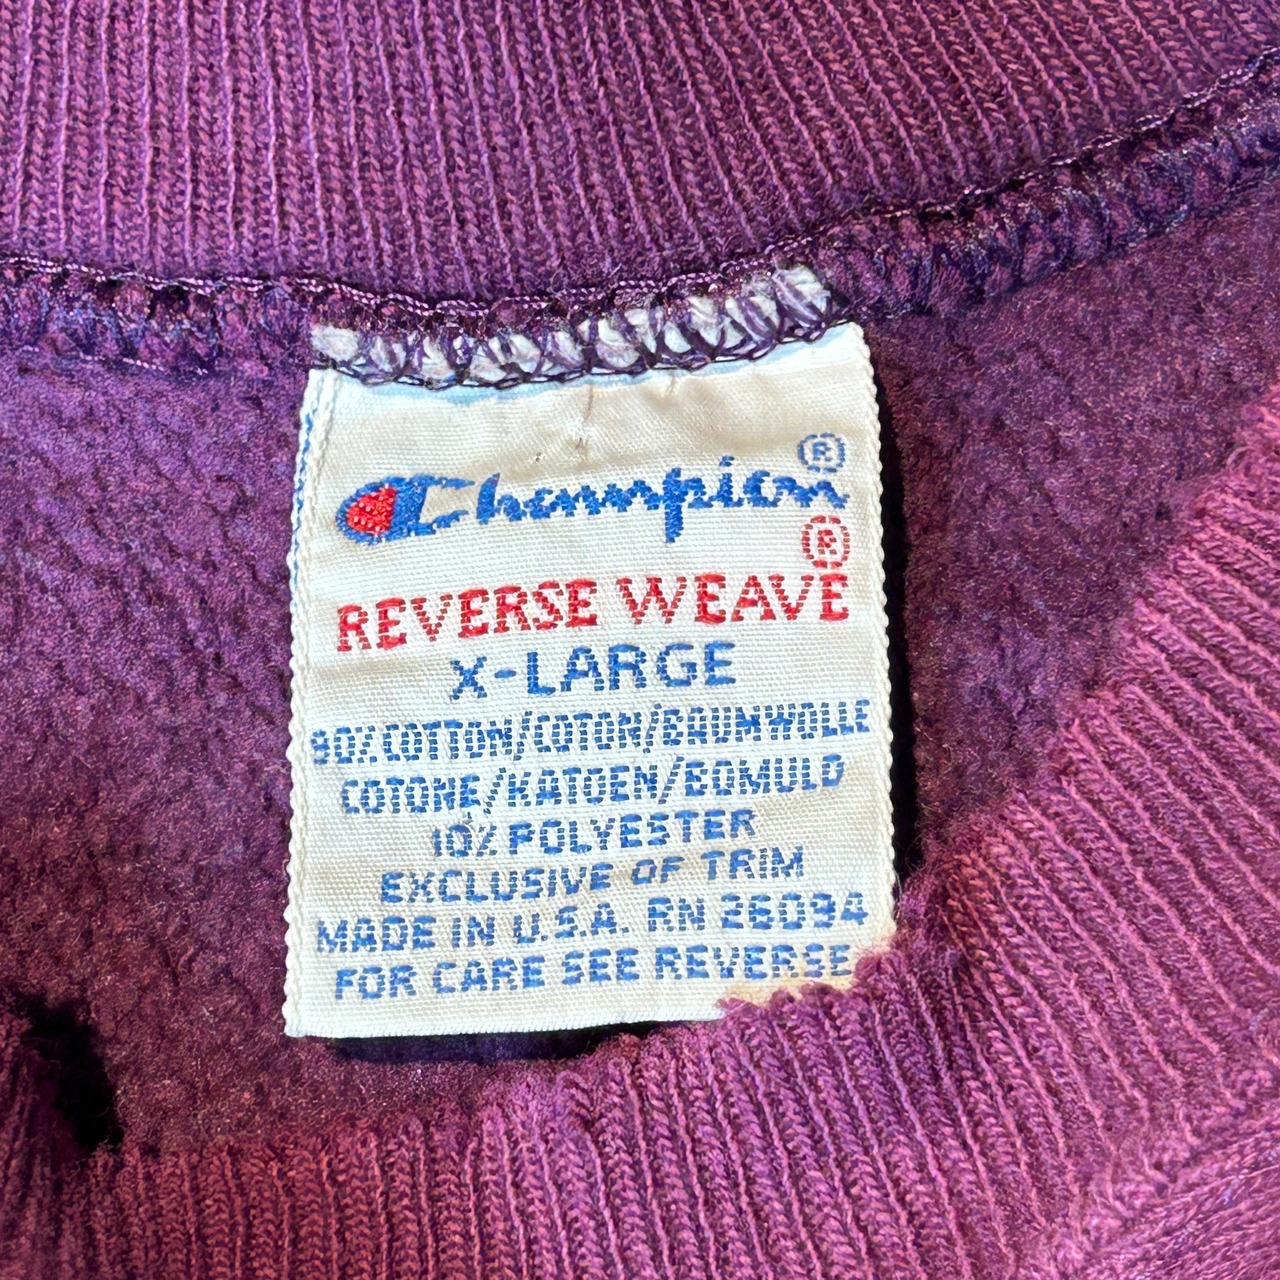 Champion®
®
REVERSE WEAVE
X-LARGE
90% COTTON/COTON/BAUMWOLLE
COTONE/KATOEN/BOMULD
10% POLYESTER
EXCLUSIVE OF TRIM
MADE IN U.S.A. RN 26094
FOR CARE SEE REVERSE